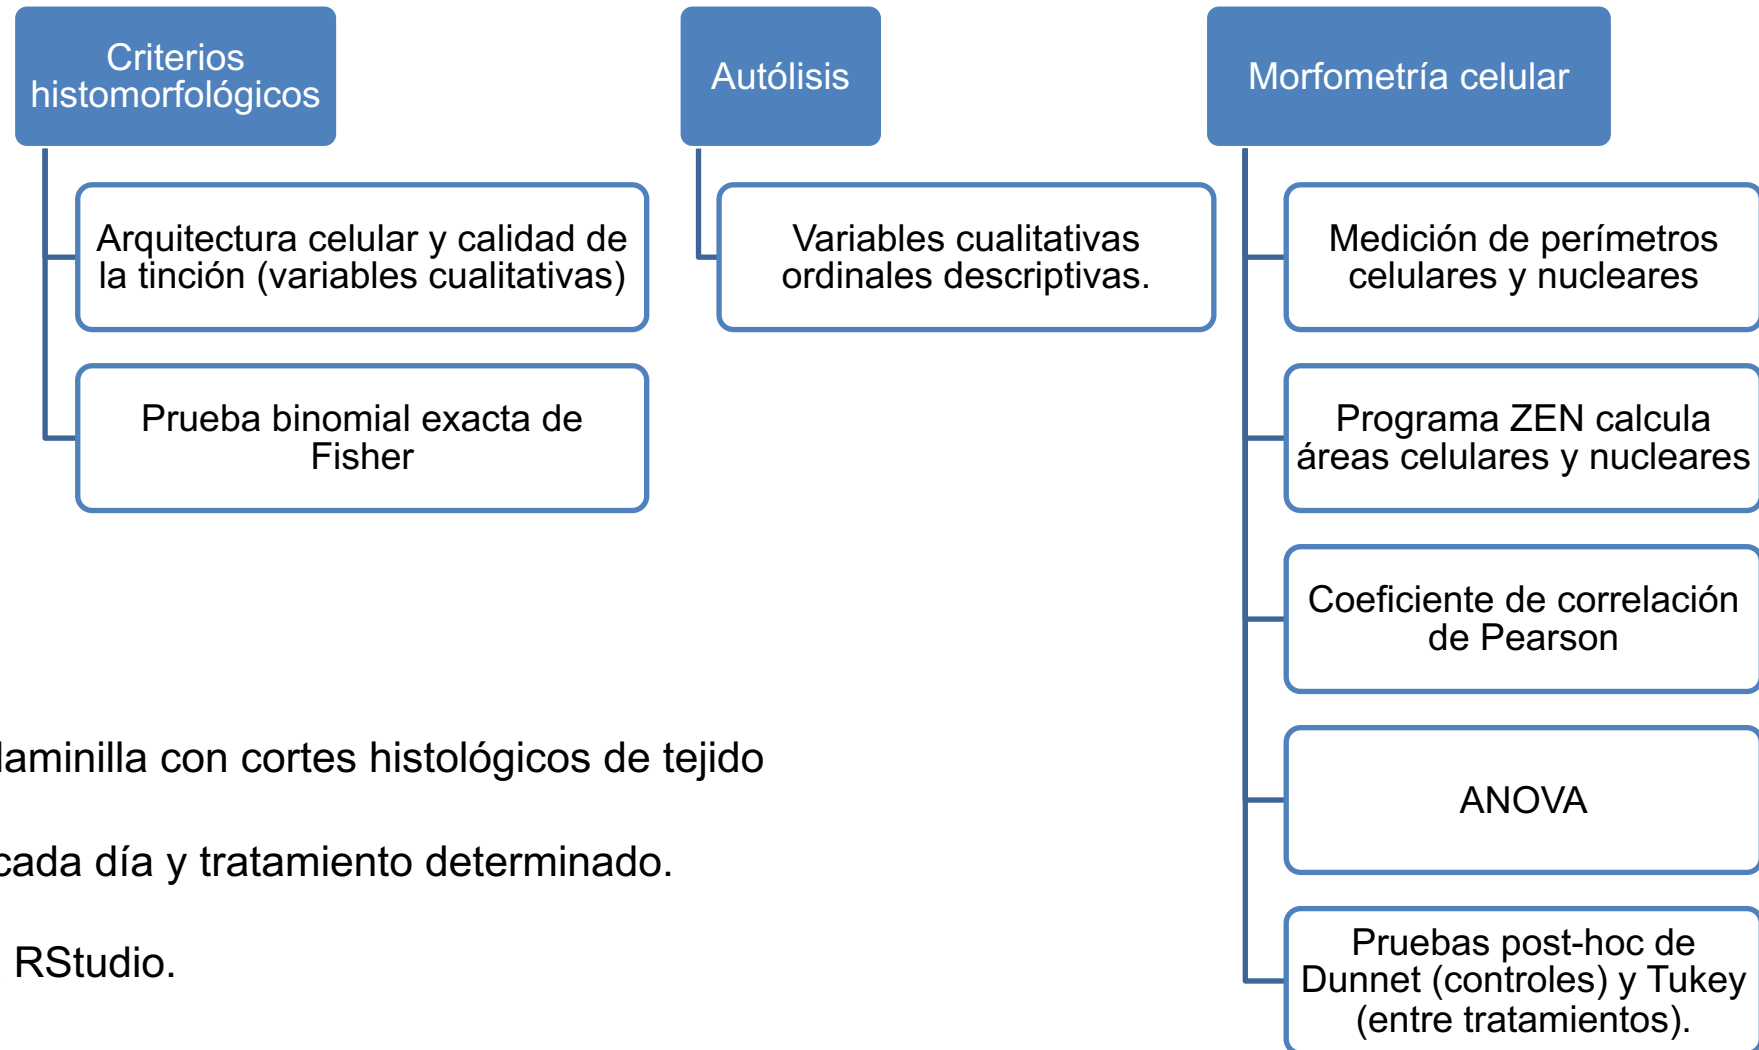 Criterios
histomorfológicos
Arquitectura celular y calidad de
la tinción (variables cualitativas)
Prueba binomial exacta de
Fisher
Autólisis
Variables cualitativas
ordinales descriptivas.
Morfometría celular
Medición de perímetros
celulares y nucleares
Programa ZEN calcula
áreas celulares y nucleares
Coeficiente de correlación
de Pearson
ANOVA
Pruebas post-hoc de
Dunnet (controles) y Tukey
(entre tratamientos).
laminilla con cortes histológicos de tejido
cada día y tratamiento determinado.
RStudio.